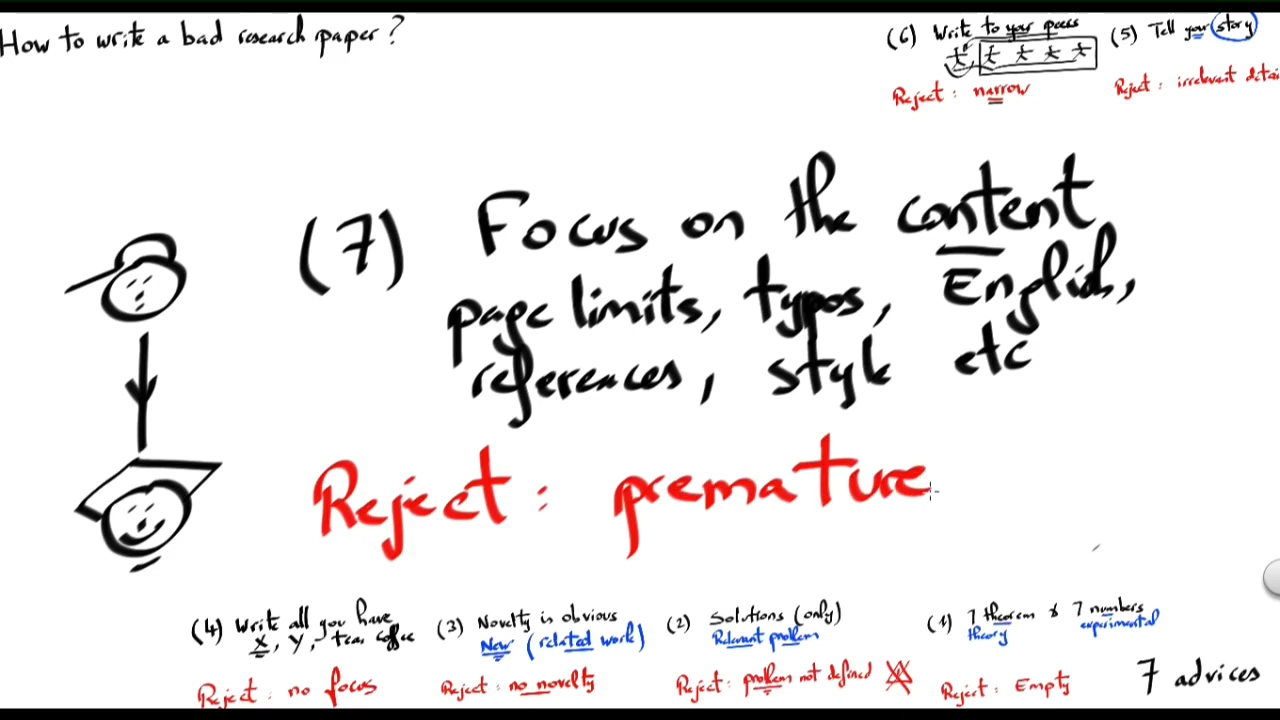 How to write a bad research paper?
(6) Write to your peers
Reject: narrow
(5) Tell your story
Reject: irrelevant detai
(7) Focus on the content
page limits, typos, English,
references, style etc
Reject: premature
(4) Write all you have
X, Y, tea, coffee
Reject: no focus
(3) Novelty is obvious
New (related work)
Reject: no novelty
(2) Solutions (only)
Relevant problem
Reject: problem not defined
(1) 7 theorem & 7 numbers
theory experimental
Reject: Empty
7 advices